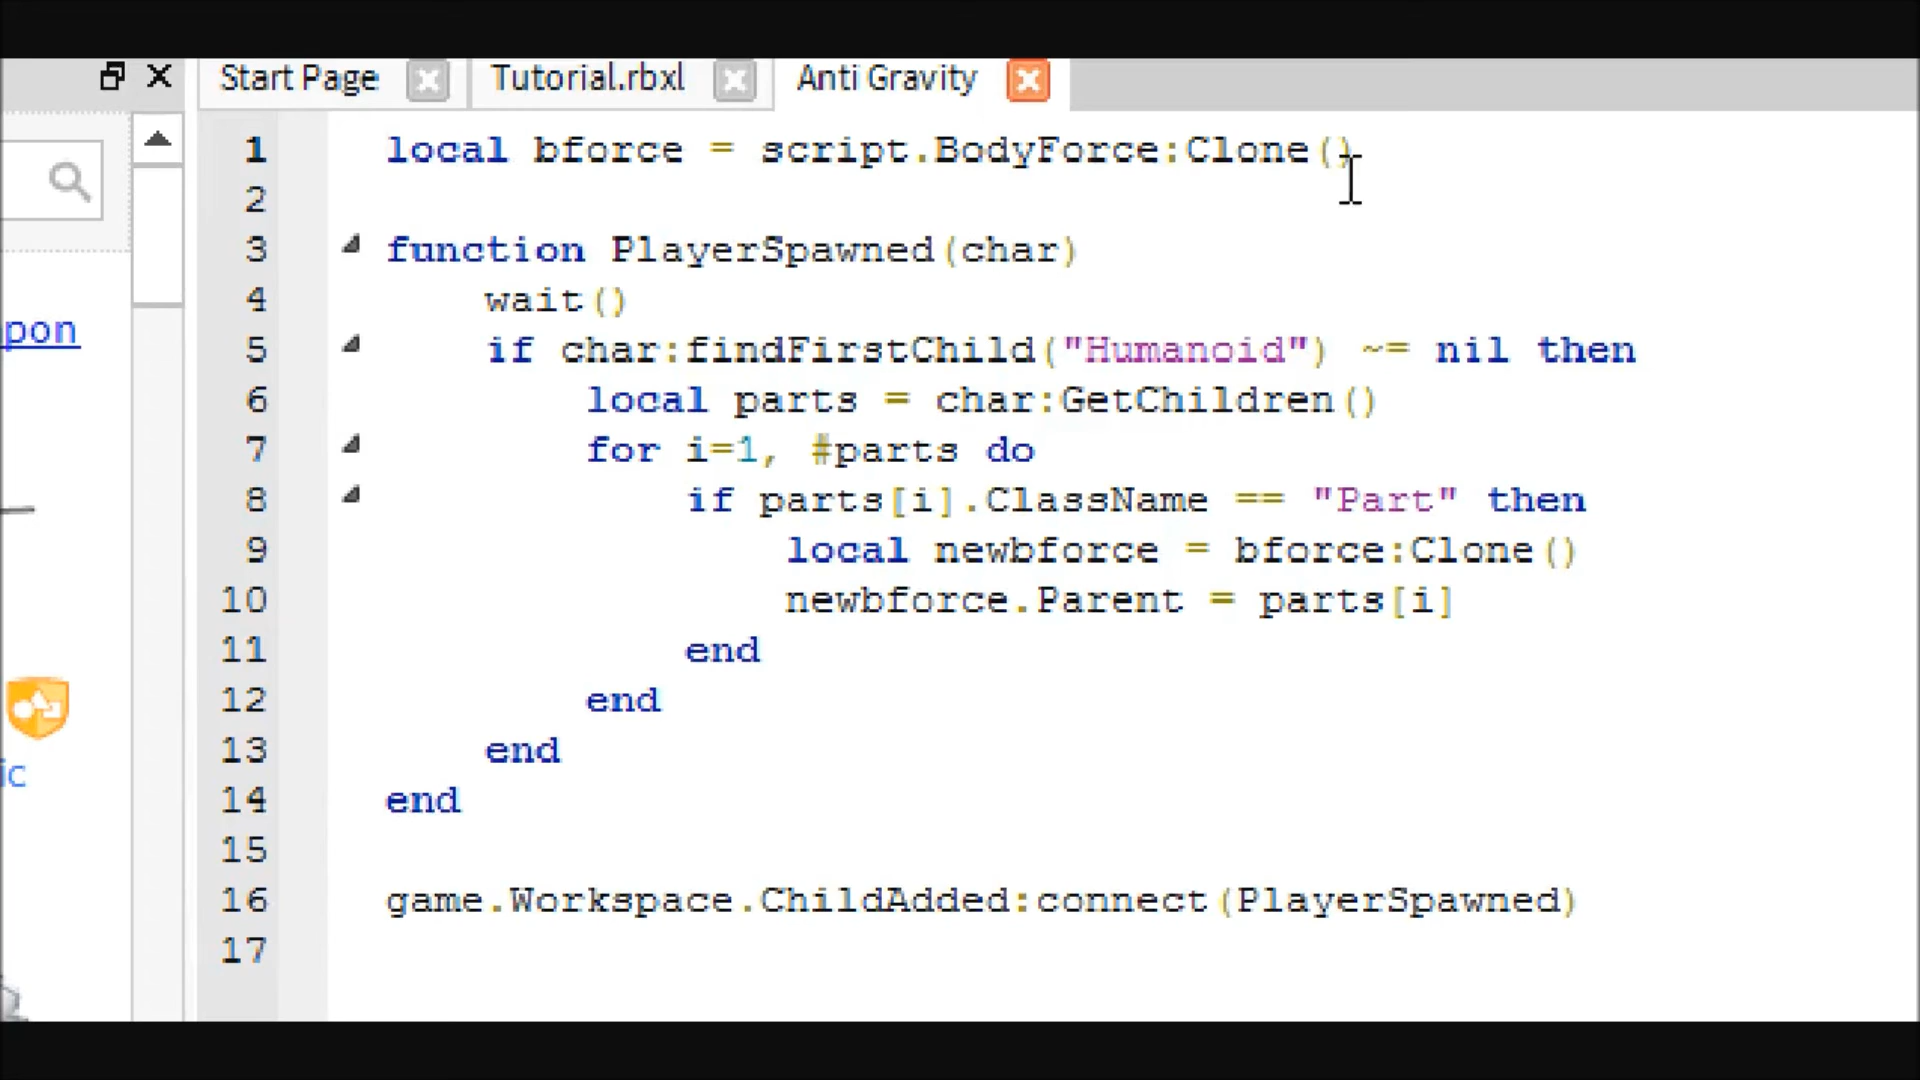 Start Page Tutorial.rbxl Anti Gravity
pon
ic
1 local bforce = script.BodyForce:Clone()
2
3 function PlayerSpawned(char)
4 wait()
5 if char:findFirstChild("Humanoid") ~= nil then
6 local parts = char:GetChildren()
7 for i=1, #parts do
8 if parts[i].ClassName == "Part" then
9 local newbforce = bforce:Clone()
10 newbforce.Parent = parts[i]
11 end
12 end
13 end
14 end
15
16 game.Workspace.ChildAdded:connect(PlayerSpawned)
17